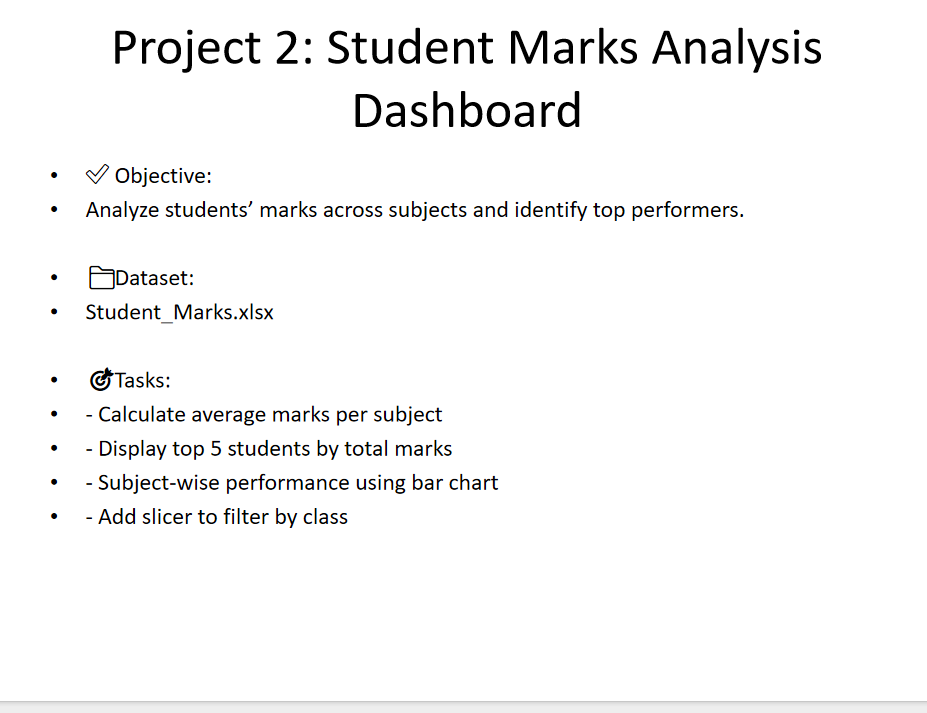 Project 2: Student Marks Analysis
Dashboard
• ✅ Objective:
• Analyze students’ marks across subjects and identify top performers.
• 📁Dataset:
• Student_Marks.xlsx
• 🎯Tasks:
• - Calculate average marks per subject
• - Display top 5 students by total marks
• - Subject-wise performance using bar chart
• - Add slicer to filter by class